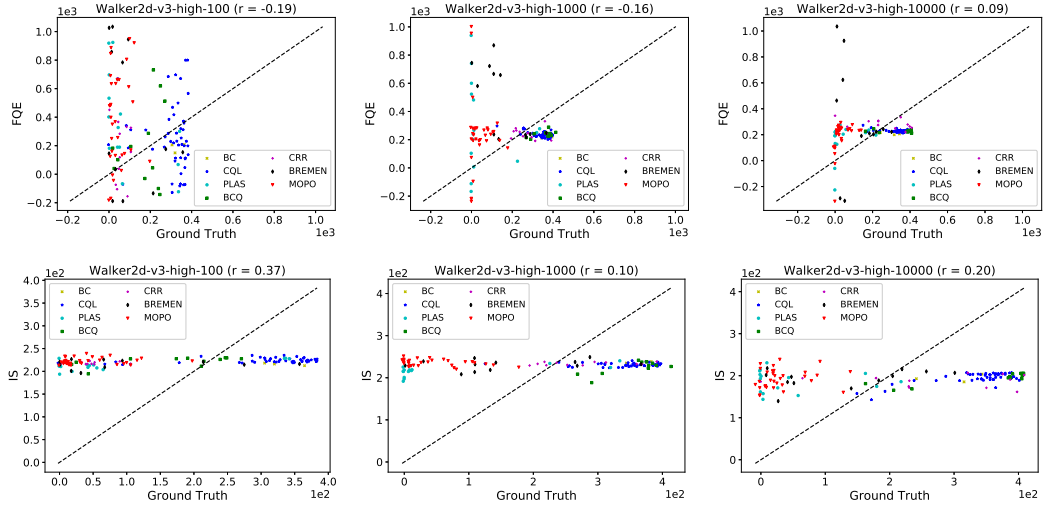 Walker2d-v3-high-100 (r = -0.19)
1e3
FQE
1.0
0.8
0.6
0.4
0.2
0.0
−0.2
−0.2 0.0 0.2 0.4 0.6 0.8 1.0
1e3
Ground Truth
BC CRR
CQL BREMEN
PLAS MOPO
BCQ
Walker2d-v3-high-1000 (r = -0.16)
1e3
FQE
1.0
0.8
0.6
0.4
0.2
0.0
−0.2
−0.2 0.0 0.2 0.4 0.6 0.8 1.0
1e3
Ground Truth
BC CRR
CQL BREMEN
PLAS MOPO
BCQ
Walker2d-v3-high-10000 (r = 0.09)
1e3
FQE
1.0
0.8
0.6
0.4
0.2
0.0
−0.2
−0.2 0.0 0.2 0.4 0.6 0.8 1.0
1e3
Ground Truth
BC CRR
CQL BREMEN
PLAS MOPO
BCQ
Walker2d-v3-high-100 (r = 0.37)
1e2
IS
4.0
3.5
3.0
2.5
2.0
1.5
1.0
0.5
0.0
0.0 0.5 1.0 1.5 2.0 2.5 3.0 3.5 4.0
1e2
Ground Truth
BC CRR
CQL BREMEN
PLAS MOPO
BCQ
Walker2d-v3-high-1000 (r = 0.10)
1e2
IS
4
3
2
1
0
0 1 2 3 4
1e2
Ground Truth
BC CRR
CQL BREMEN
PLAS MOPO
BCQ
Walker2d-v3-high-10000 (r = 0.20)
1e2
IS
4
3
2
1
0
0 1 2 3 4
1e2
Ground Truth
BC CRR
CQL BREMEN
PLAS MOPO
BCQ